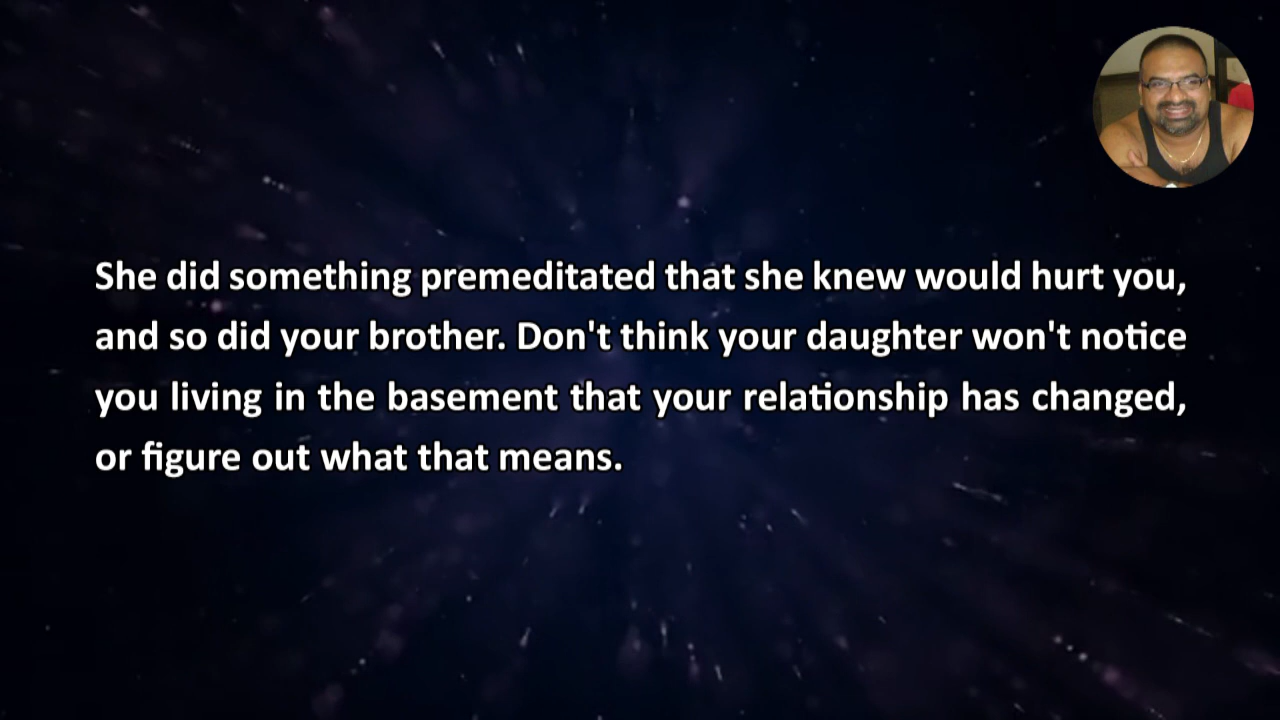 She did something premeditated that she knew would hurt you,
and so did your brother. Don't think your daughter won't notice
you living in the basement that your relationship has changed,
or figure out what that means.